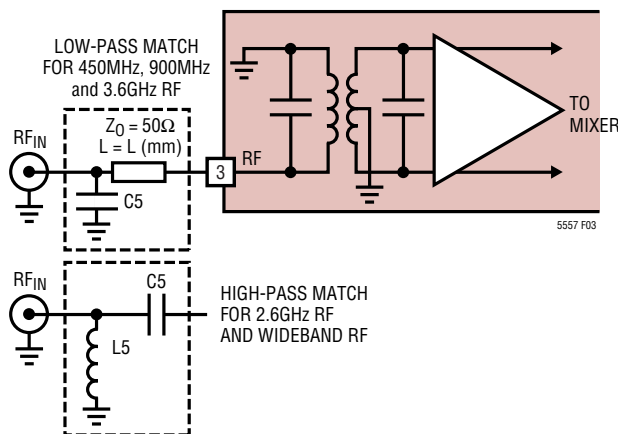 LOW-PASS MATCH
FOR 450MHz, 900MHz
and 3.6GHz RF
Z0 = 50Ω
L = L (mm)
RFIN
C5
3
RF
TO
MIXER
5557 F03
RFIN
C5
L5
HIGH-PASS MATCH
FOR 2.6GHz RF
AND WIDEBAND RF